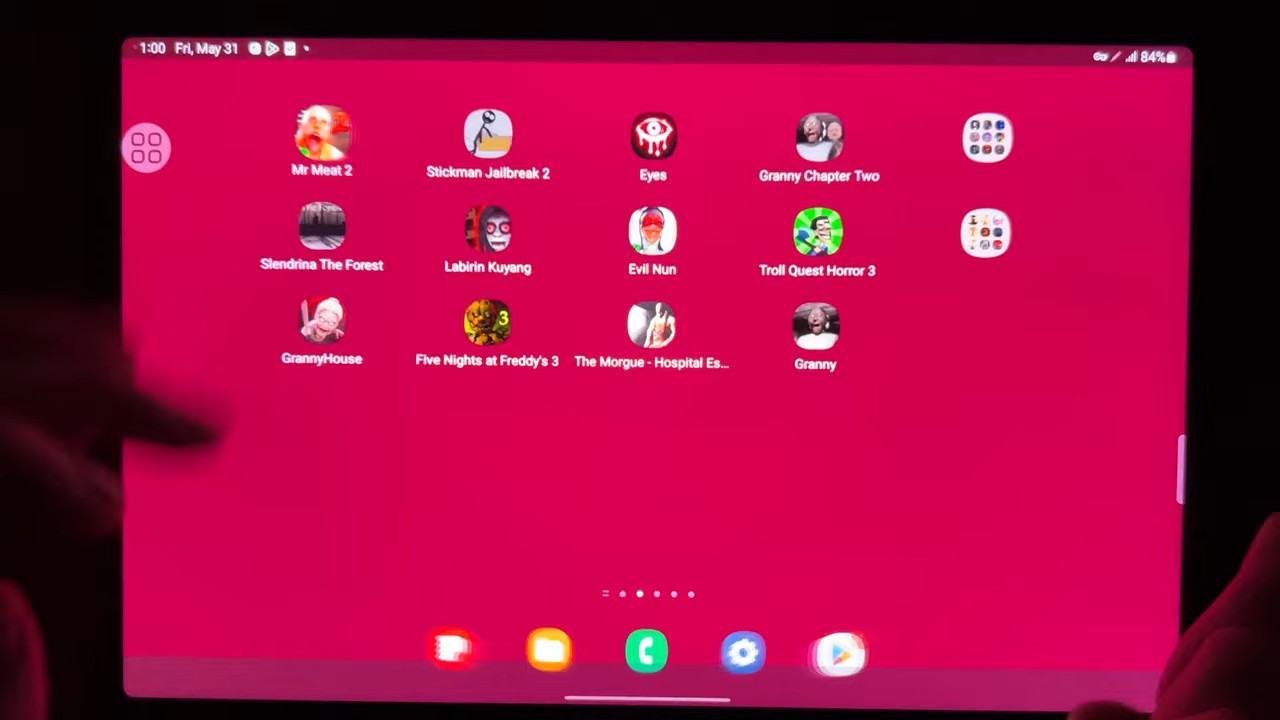 1:00 Fri, May 31
84%
Mr Meat 2
Stickman Jailbreak 2
Eyes
Granny Chapter Two
Slendrina The Forest
Labirin Kuyang
Evil Nun
Troll Quest Horror 3
GrannyHouse
3
Five Nights at Freddy's 3
The Morgue - Hospital Es...
Granny